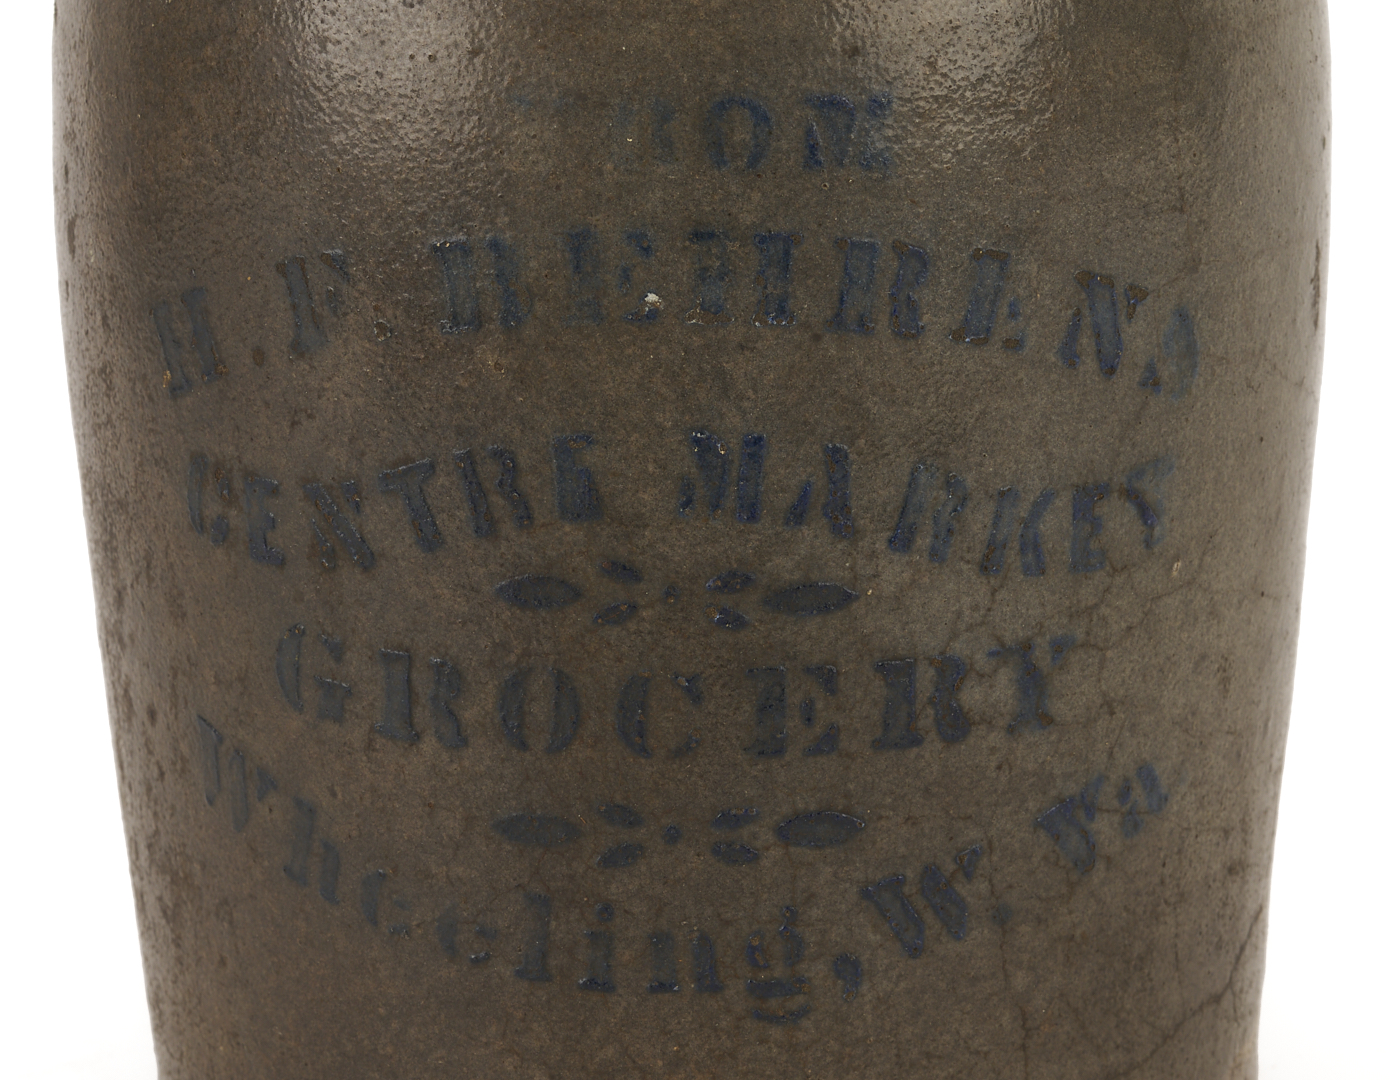 FROM
H.F. BEHRENS
CENTRE MARKET
GROCERY
Wheeling, W. Va